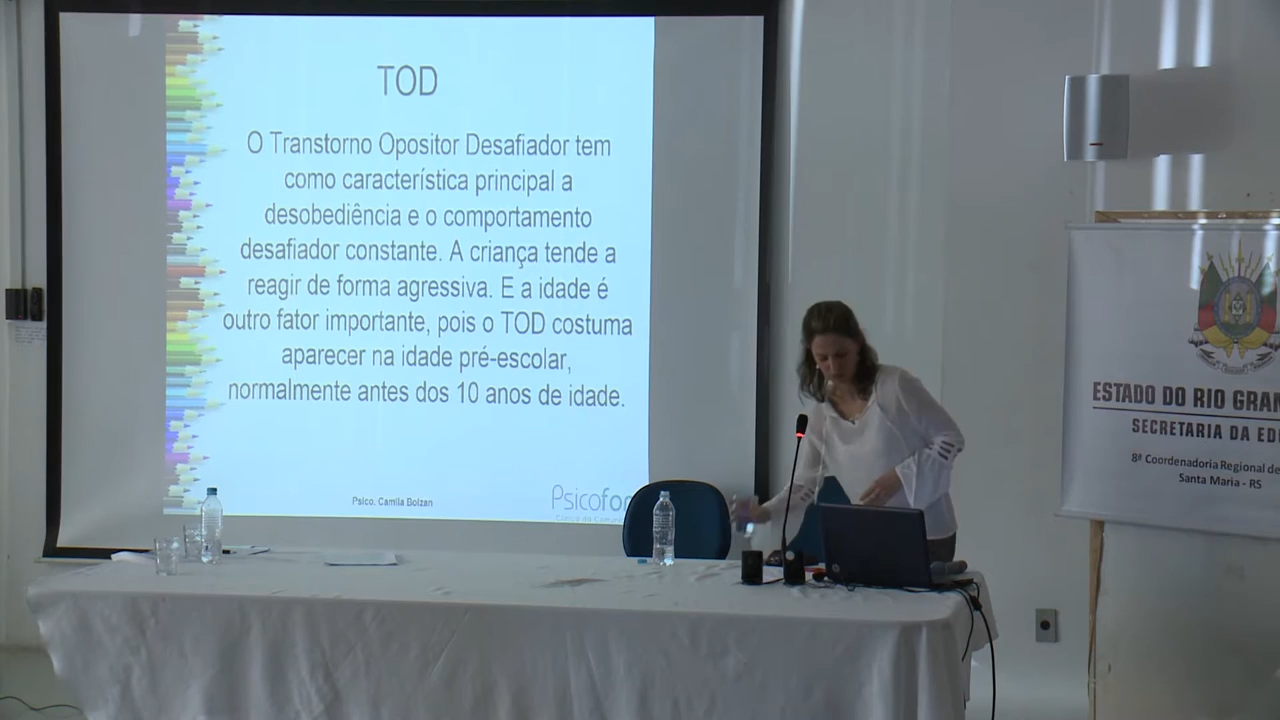 TOD
O Transtorno Opositor Desafiador tem
como característica principal a
desobediência e o comportamento
desafiador constante. A criança tende a
reagir de forma agressiva. E a idade é
outro fator importante, pois o TOD costuma
aparecer na idade pré-escolar,
normalmente antes dos 10 anos de idade.
Psico. Camila Bolzan
Psicofor
ESTADO DO RIO GRAN
SECRETARIA DA EDU
8ª Coordenadoria Regional de
Santa Maria - RS